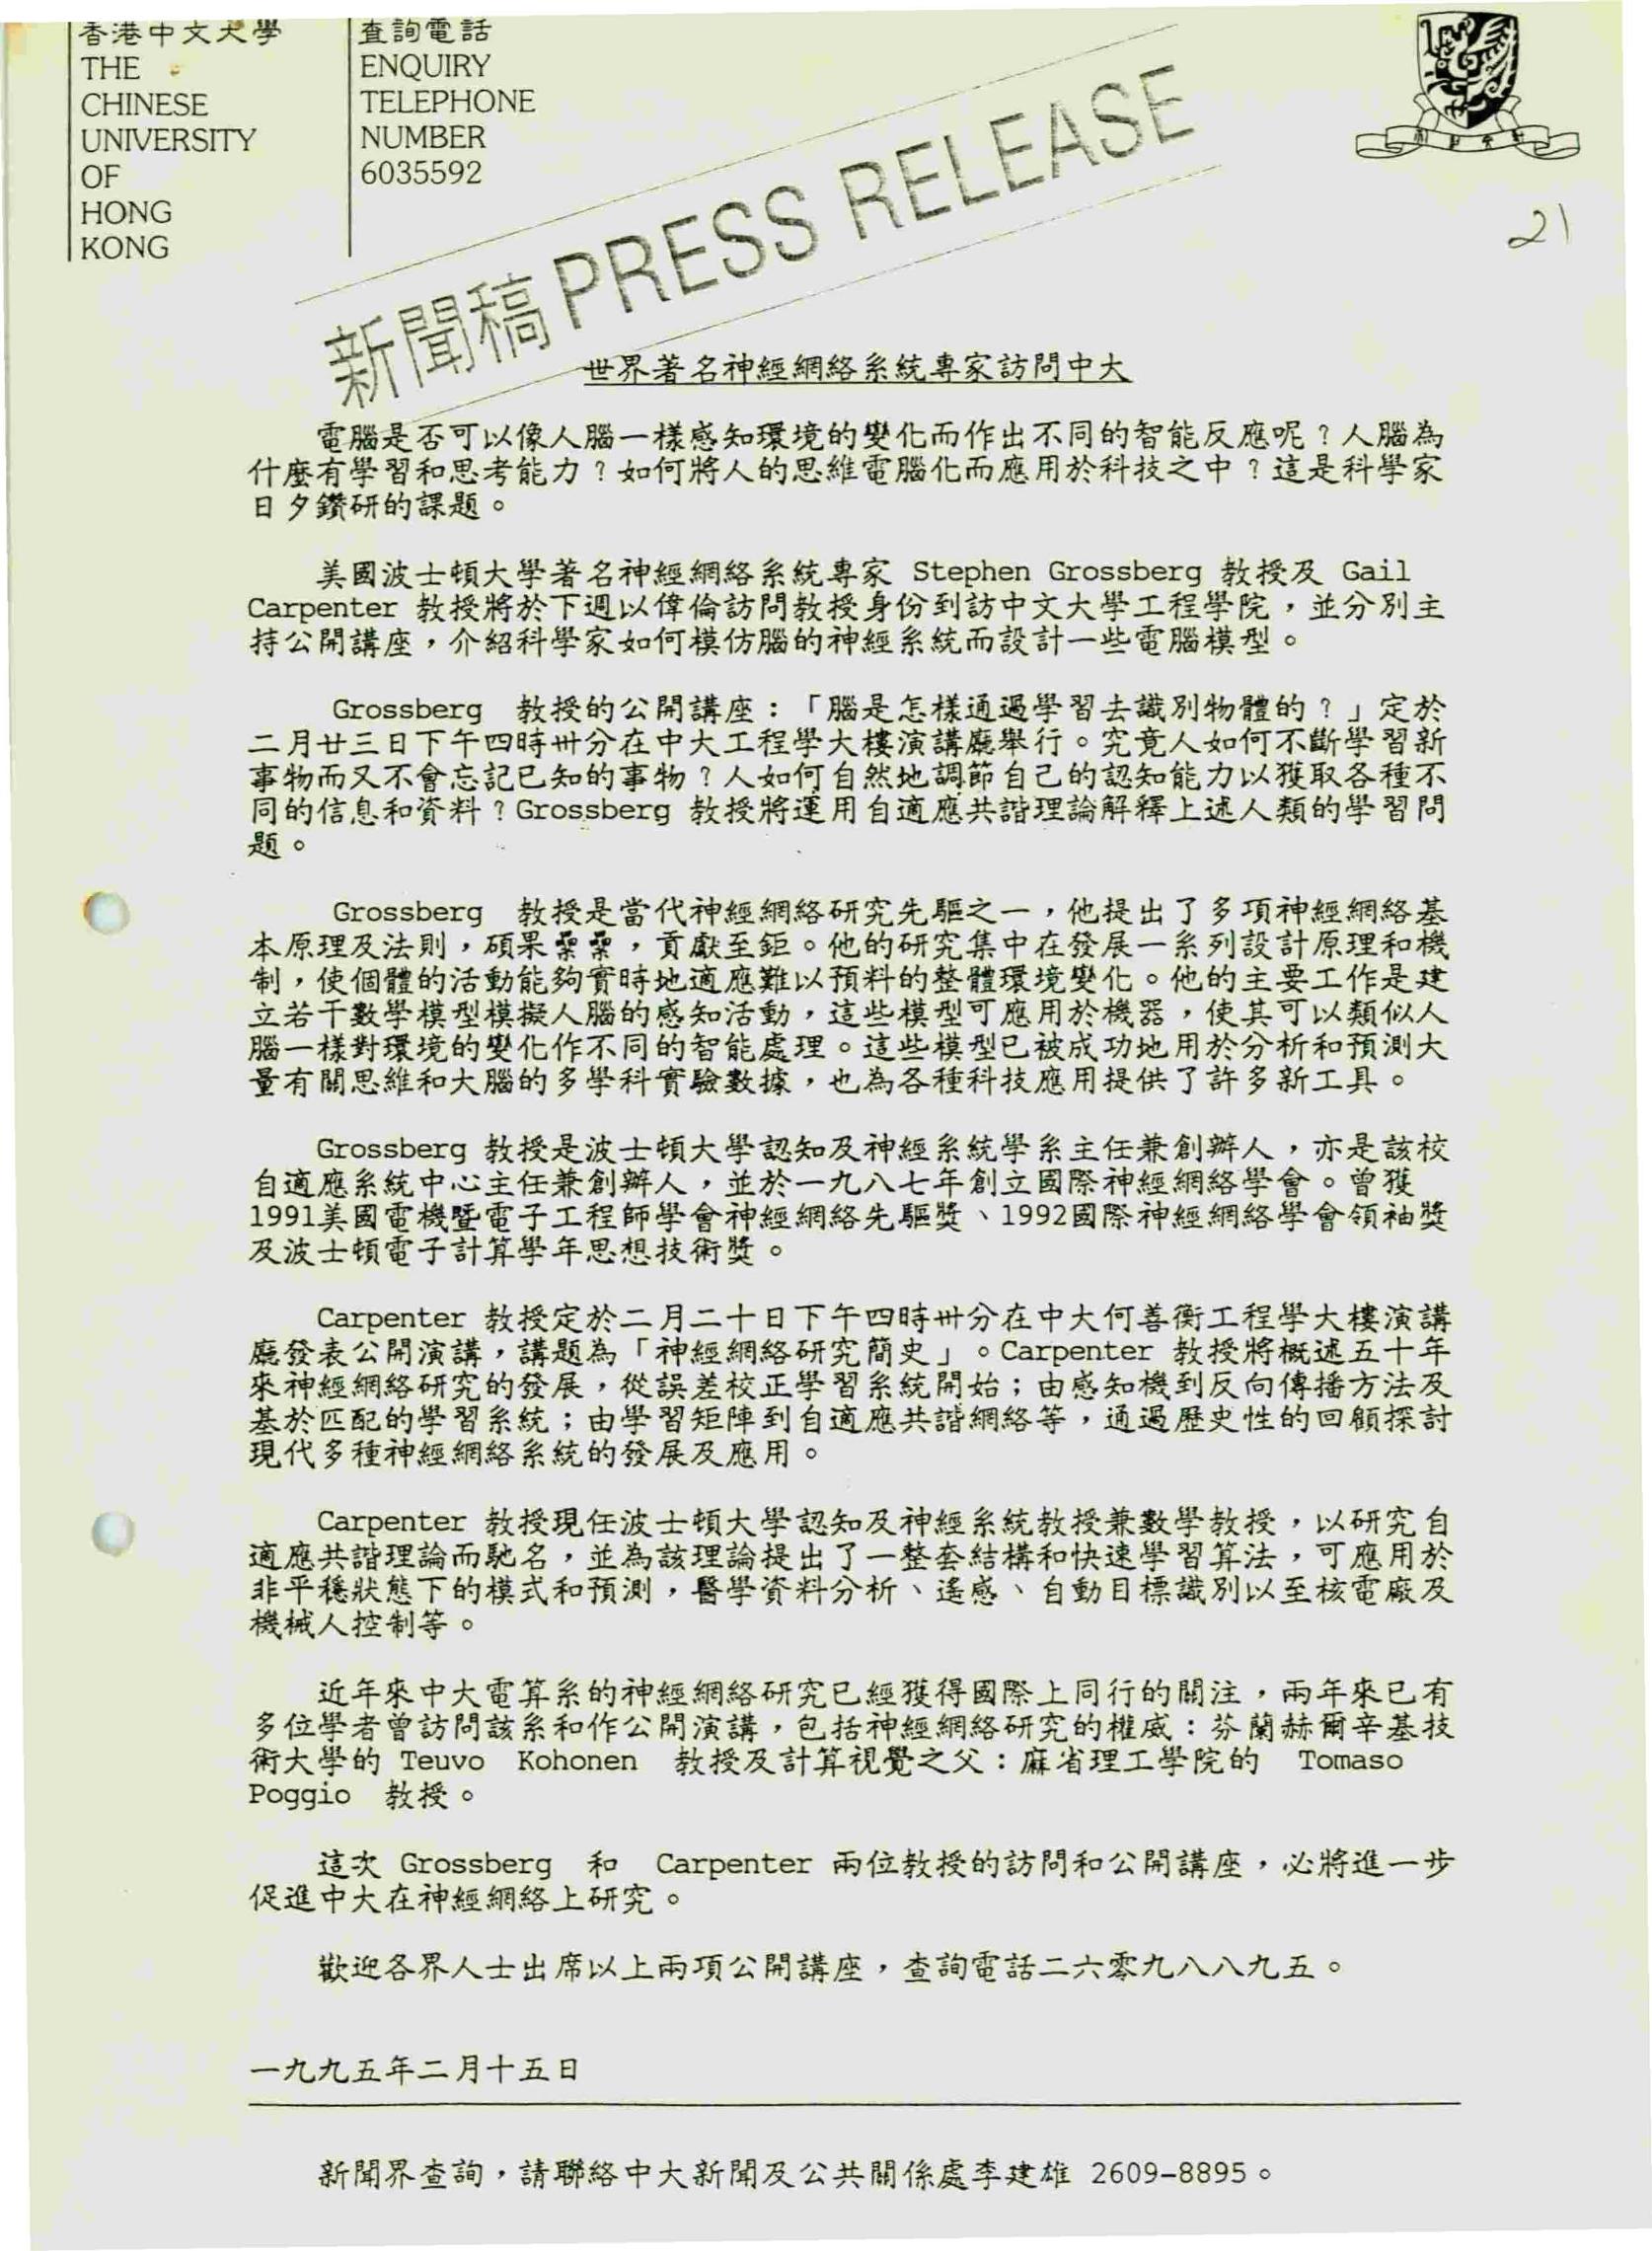 香港中文大學
THE
CHINESE
UNIVERSITY
OF
HONG
KONG
查詢電話
ENQUIRY
TELEPHONE
NUMBER
6035592
21
新聞稿 PRESS RELEASE
世界著名神經網絡系統專家訪問中大
電腦是否可以像人腦一樣感知環境的變化而作出不同的智能反應呢？人腦為
什麼有學習和思考能力？如何將人的思維電腦化而應用於科技之中？這是科學家
日夕鑽研的課題。
美國波士頓大學著名神經網絡系統專家 Stephen Grossberg 教授及 Gail
Carpenter 教授將於下週以偉倫訪問教授身份到訪中文大學工程學院，並分別主
持公開講座，介紹科學家如何模仿腦的神經系統而設計一些電腦模型。
Grossberg 教授的公開講座：「腦是怎樣通過學習去識別物體的？」定於
二月廿三日下午四時卅分在中大工程學大樓演講廳舉行。究竟人如何不斷學習新
事物而又不會忘記已知的事物？人如何自然地調節自己的認知能力以獲取各種不
同的信息和資料？Grossberg 教授將運用自適應共諧理論解釋上述人類的學習問
題。
Grossberg 教授是當代神經網絡研究先驅之一，他提出了多項神經網絡基
本原理及法則，碩果纍纍，貢獻至鉅。他的研究集中在發展一系列設計原理和機
制，使個體的活動能夠實時地適應難以預料的整體環境變化。他的主要工作是建
立若干數學模型模擬人腦的感知活動，這些模型可應用於機器，使其可以類似人
腦一樣對環境的變化作不同的智能處理。這些模型已被成功地用於分析和預測大
量有關思維和大腦的多學科實驗數據，也為各種科技應用提供了許多新工具。
Grossberg 教授是波士頓大學認知及神經系統學系主任兼創辦人，亦是該校
自適應系統中心主任兼創辦人，並於一九八七年創立國際神經網絡學會。曾獲
1991美國電機暨電子工程師學會神經網絡先驅獎、1992國際神經網絡學會領袖獎
及波士頓電子計算學年思想技術獎。
Carpenter 教授定於二月二十日下午四時卅分在中大何善衡工程學大樓演講
廳發表公開演講，講題為「神經網絡研究簡史」。Carpenter 教授將概述五十年
來神經網絡研究的發展，從誤差校正學習系統開始；由感知機到反向傳播方法及
基於匹配的學習系統；由學習矩陣到自適應共諧網絡等，通過歷史性的回顧探討
現代多種神經網絡系統的發展及應用。
Carpenter 教授現任波士頓大學認知及神經系統教授兼數學教授，以研究自
適應共諧理論而馳名，並為該理論提出了一整套結構和快速學習算法，可應用於
非平穩狀態下的模式和預測，醫學資料分析、遙感、自動目標識別以至核電廠及
機械人控制等。
近年來中大電算系的神經網絡研究已經獲得國際上同行的關注，兩年來已有
多位學者曾訪問該系和作公開演講，包括神經網絡研究的權威：芬蘭赫爾辛基技
術大學的 Teuvo Kohonen 教授及計算視覺之父：麻省理工學院的 Tomaso
Poggio 教授。
這次 Grossberg 和 Carpenter 兩位教授的訪問和公開講座，必將進一步
促進中大在神經網絡上研究。
歡迎各界人士出席以上兩項公開講座，查詢電話二六零九八八九五。
一九九五年二月十五日
新聞界查詢，請聯絡中大新聞及公共關係處李建雄 2609-8895。